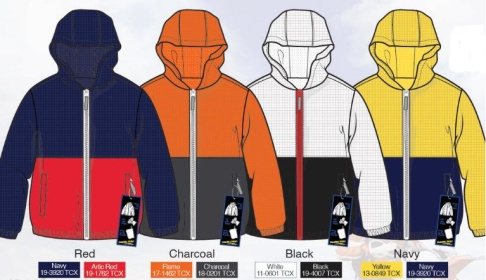 Red Charcoal Black Navy
Navy Artic Red Flame Charcoal White Black Yellow Navy
19-3920 TCX 19-1762 TCX 17-1462 TCX 18-0201 TCX 11-0601 TCX 19-4007 TCX 13-0849 TCX 19-3920 TCX